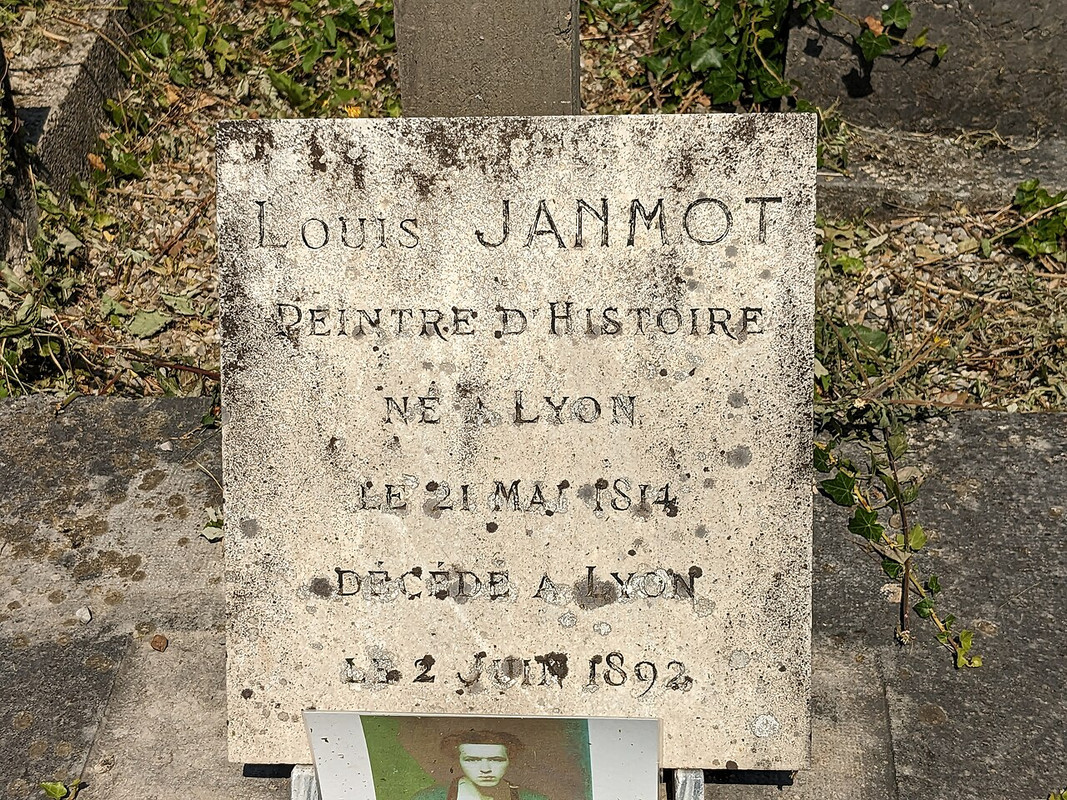 Louis JANMOT
PEINTRE D'HISTOIRE
NÉ A LYON
LE 21 MAI 1814
DÉCÉDÉ A LYON
LE 2 JUIN 1892